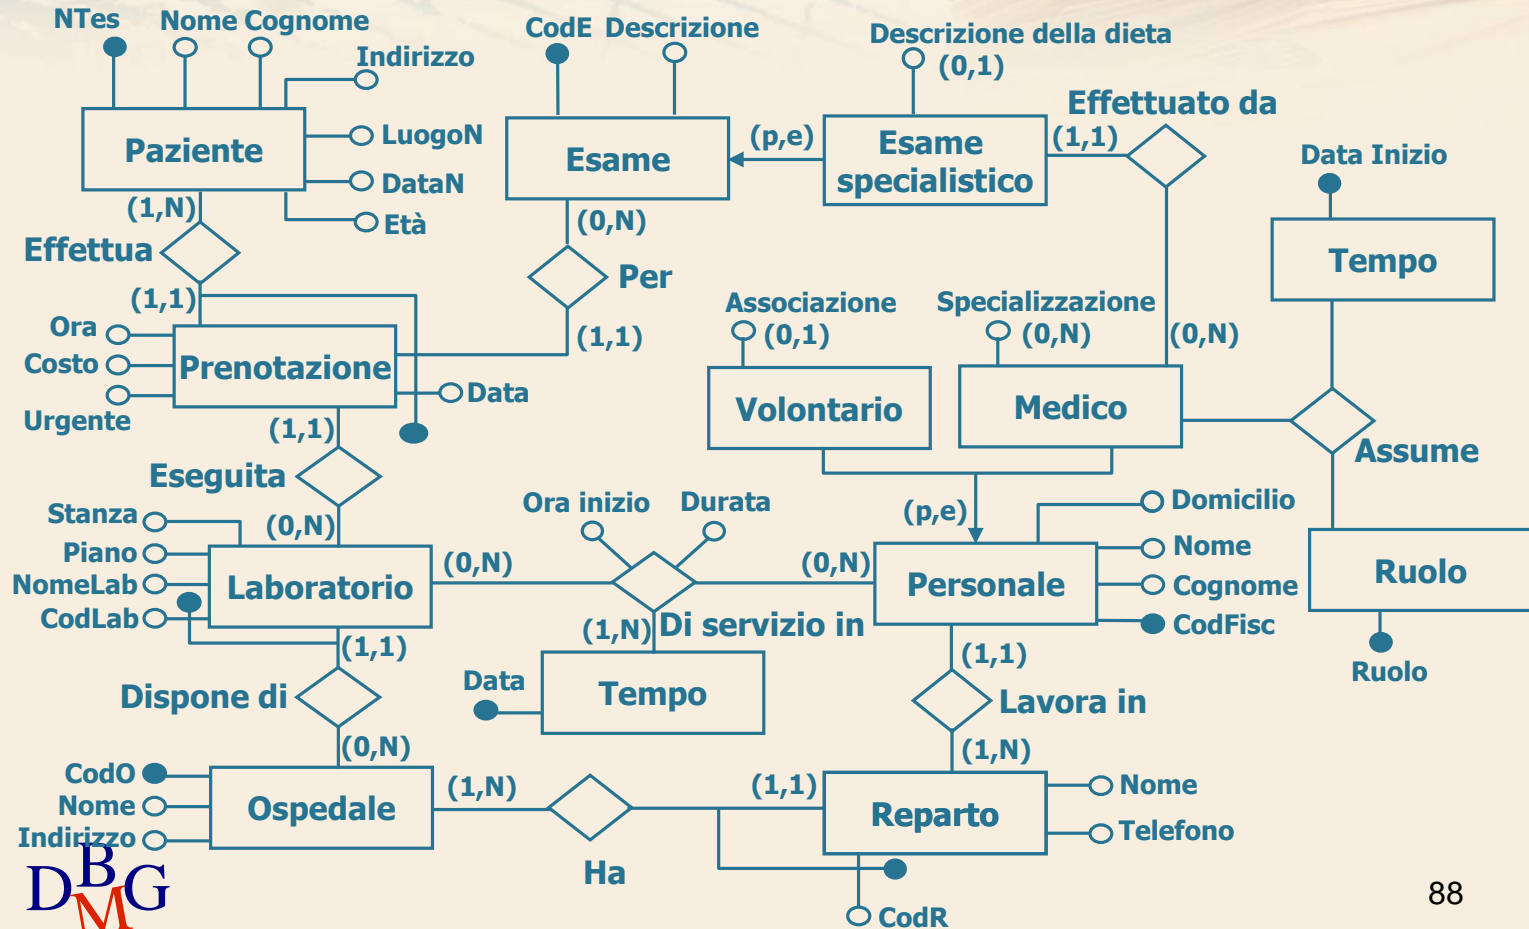 NTes
Nome Cognome
Indirizzo
Paziente
LuogoN
DataN
Età
(1,N)
Effettua
(1,1)
CodE Descrizione
Esame
(0,N)
Per
(1,1)
(p,e)
Descrizione della dieta
(0,1)
Esame
specialistico
(1,1)
Effettuato da
(0,N)
Data Inizio
Tempo
Ora
Costo
Urgente
Prenotazione
Data
(1,1)
Eseguita
(0,N)
Associazione
(0,1)
Volontario
Specializzazione
(0,N)
Medico
Assume
Ruolo
Ruolo
(p,e)
Stanza
Piano
NomeLab
CodLab
Laboratorio
(0,N)
Ora inizio
Durata
(0,N)
Di servizio in
(1,N)
Data
Tempo
Personale
Domicilio
Nome
Cognome
CodFisc
(1,1)
Lavora in
(1,N)
(1,1)
Dispone di
(0,N)
CodO
Nome
Indirizzo
Ospedale
(1,N)
Ha
(1,1)
Reparto
Nome
Telefono
CodR
DBMG
88